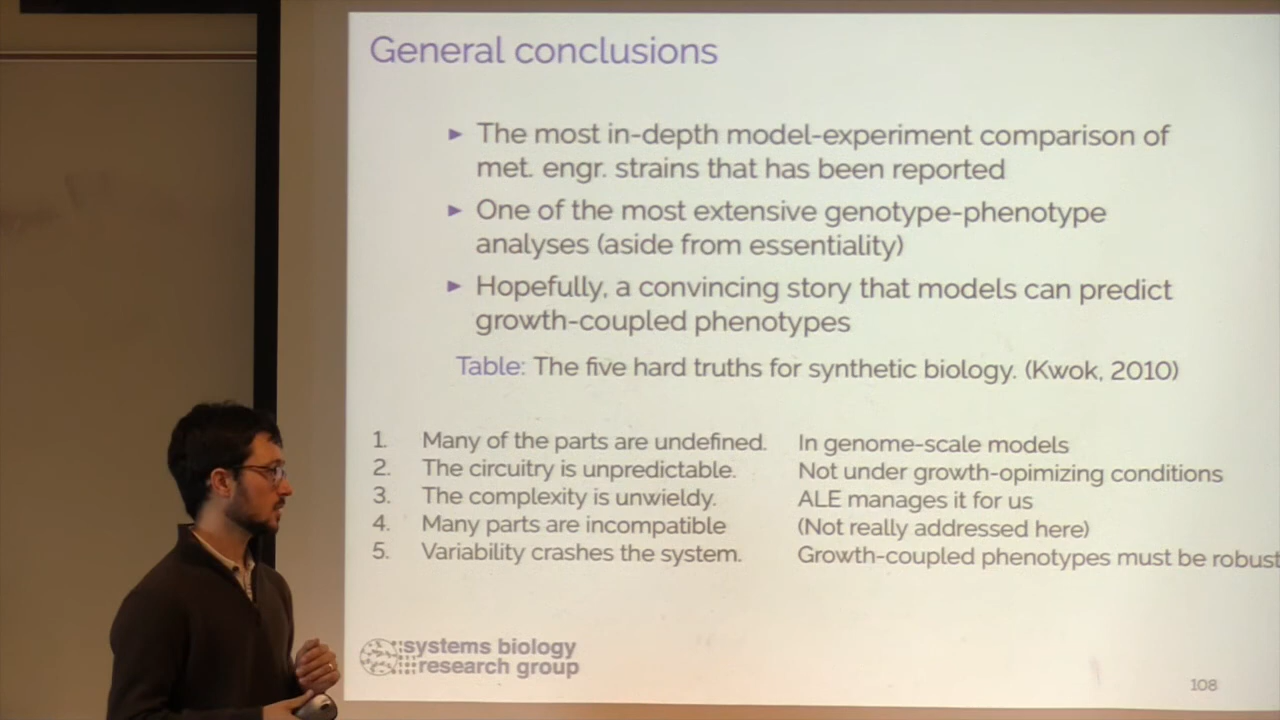 General conclusions
▸ The most in-depth model-experiment comparison of
met. engr. strains that has been reported
▸ One of the most extensive genotype-phenotype
analyses (aside from essentiality)
▸ Hopefully, a convincing story that models can predict
growth-coupled phenotypes
Table: The five hard truths for synthetic biology. (Kwok, 2010)
1. Many of the parts are undefined. In genome-scale models
2. The circuitry is unpredictable. Not under growth-opimizing conditions
3. The complexity is unwieldy. ALE manages it for us
4. Many parts are incompatible (Not really addressed here)
5. Variability crashes the system. Growth-coupled phenotypes must be robust
systems biology
research group
108